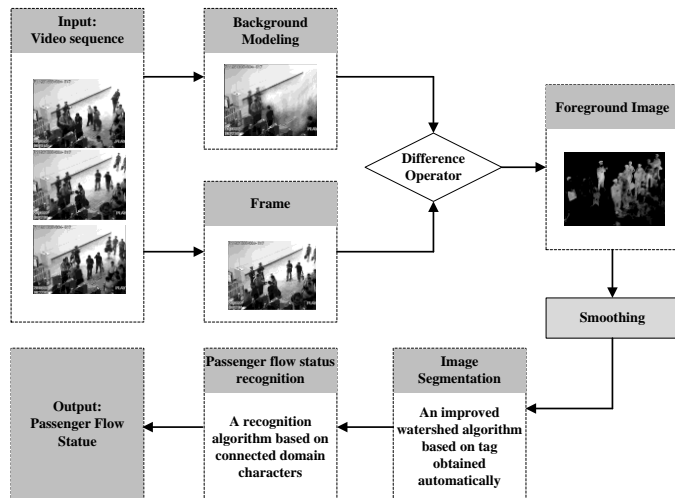 Input:
Video sequence
Background
Modeling
Difference
Operator
Foreground Image
Frame
Smoothing
Image
Segmentation
An improved
watershed algorithm
based on tag
obtained
automatically
Passenger flow status
recognition
A recognition
algorithm based on
connected domain
characters
Output:
Passenger Flow
Statue